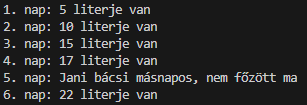 1. nap: 5 literje van
2. nap: 10 literje van
3. nap: 15 literje van
4. nap: 17 literje van
5. nap: Jani bácsi másnapos, nem főzött ma
6. nap: 22 literje van